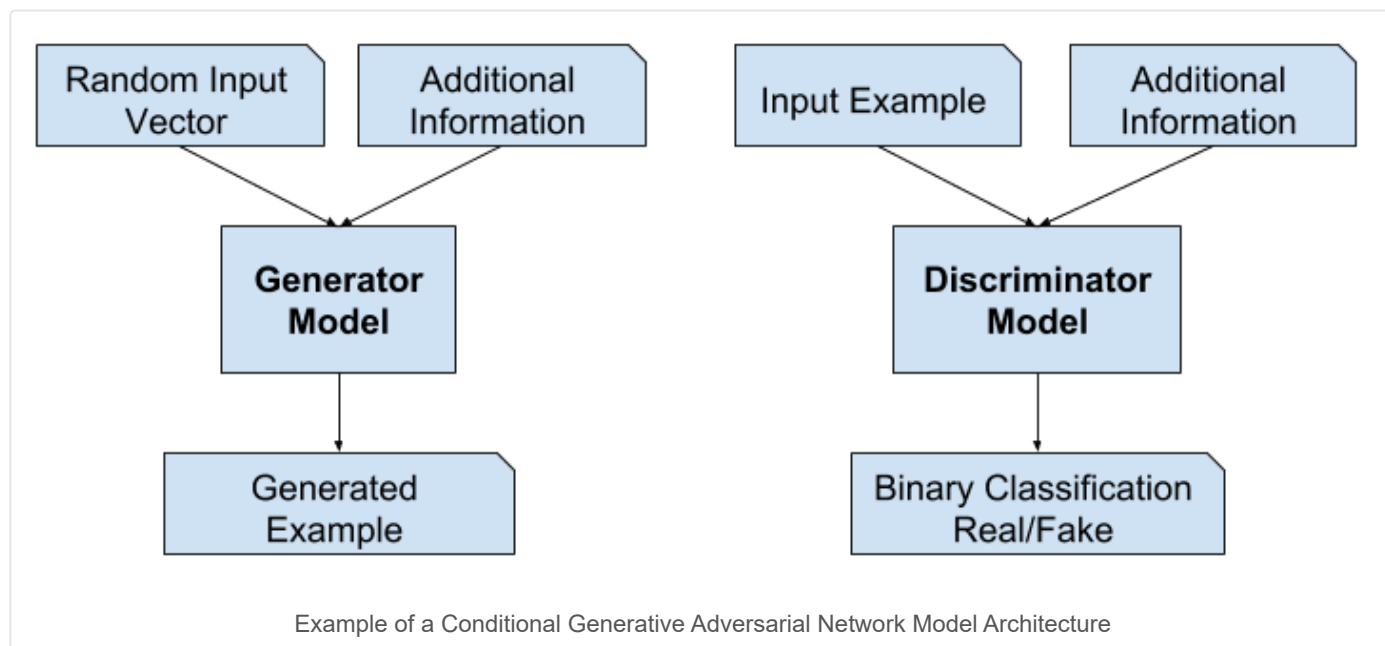 Random Input
Vector
Additional
Information
Input Example
Additional
Information
Generator
Model
Discriminator
Model
Generated
Example
Binary Classification
Real/Fake
Example of a Conditional Generative Adversarial Network Model Architecture